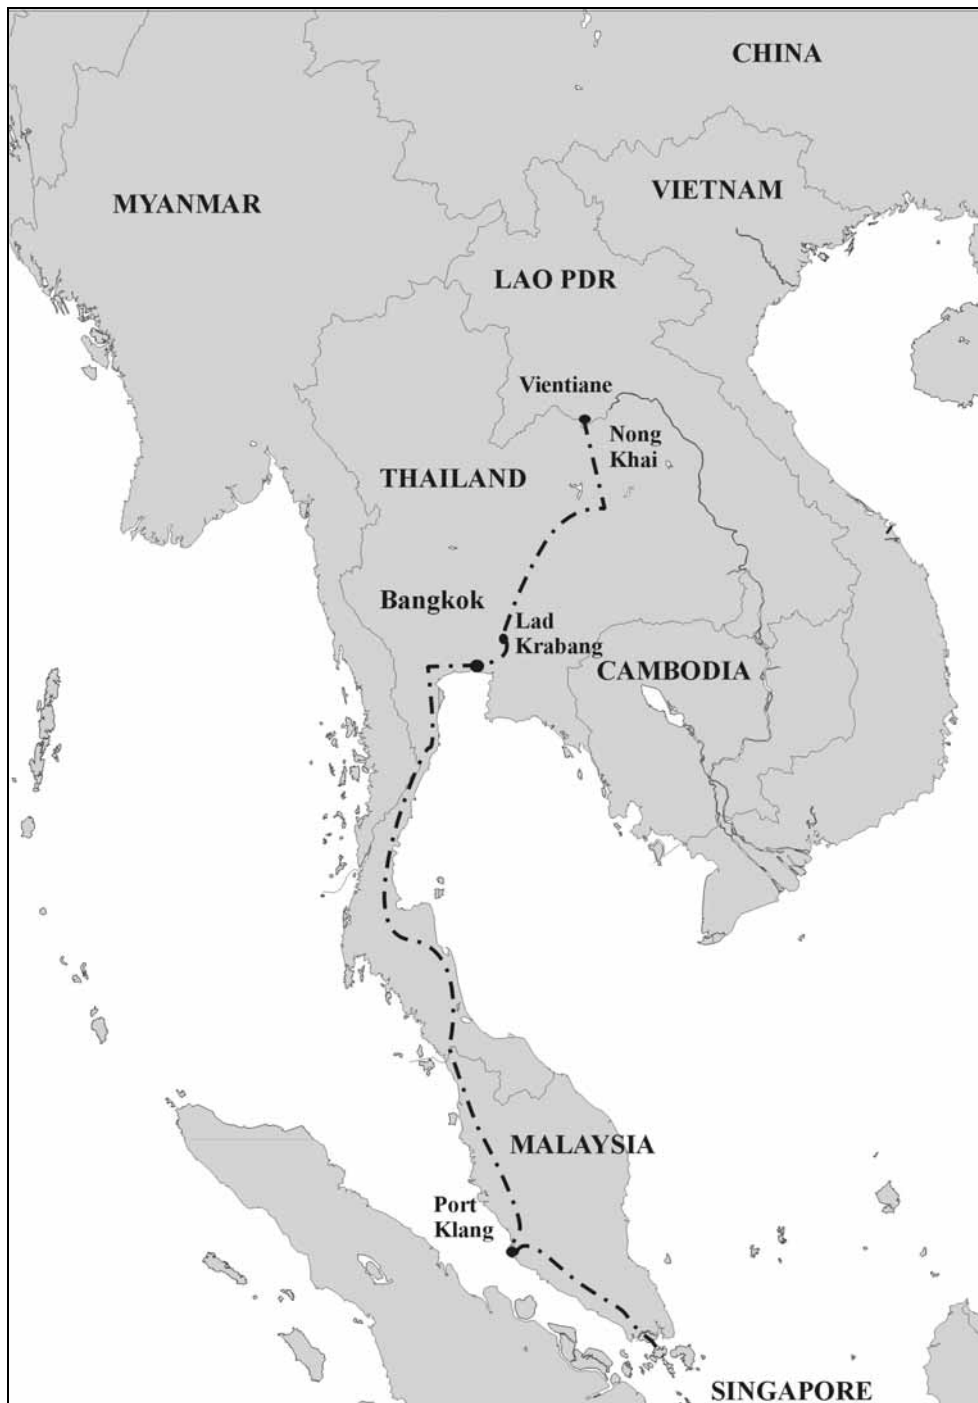 CHINA
VIETNAM
MYANMAR
LAO PDR
Vientiane
Nong
Khai
THAILAND
Bangkok
Lad
Krabang
CAMBODIA
MALAYSIA
Port
Klang
SINGAPORE